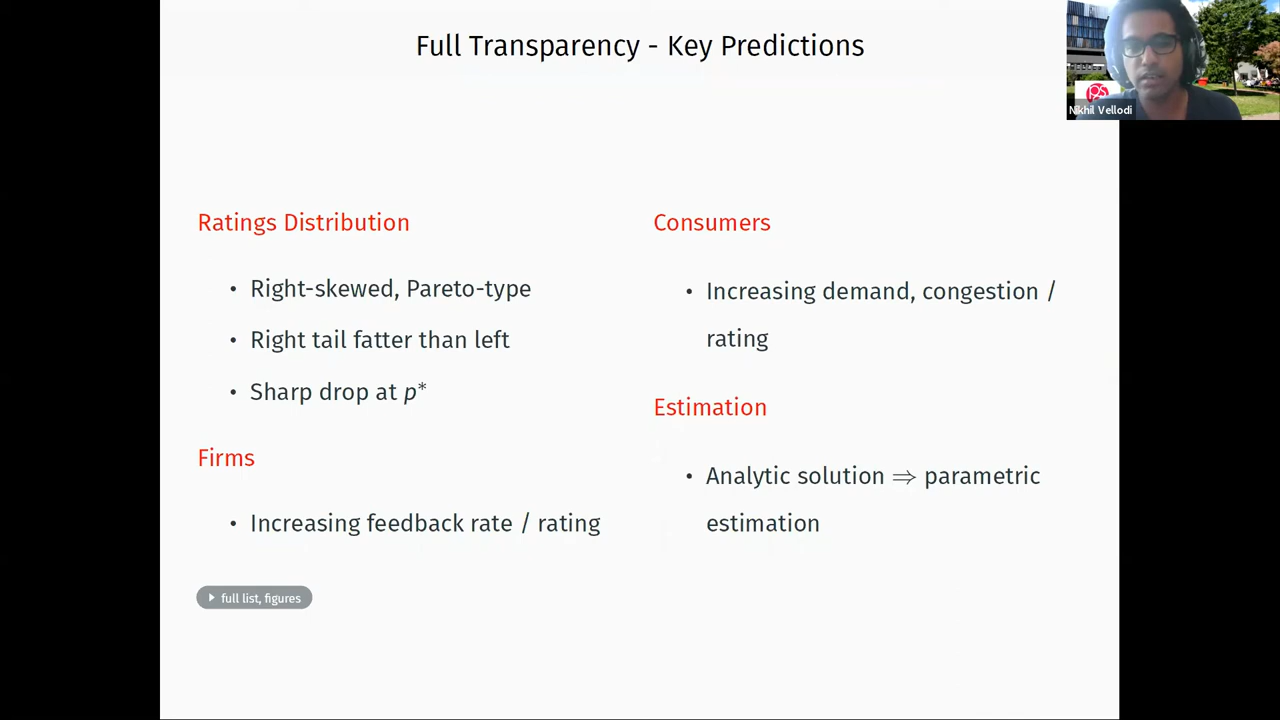 Full Transparency - Key Predictions
Nikhil Vellodi
Ratings Distribution
• Right-skewed, Pareto-type
• Right tail fatter than left
• Sharp drop at p*
Firms
• Increasing feedback rate / rating
full list, figures
Consumers
• Increasing demand, congestion /
rating
Estimation
• Analytic solution ⇒ parametric
estimation